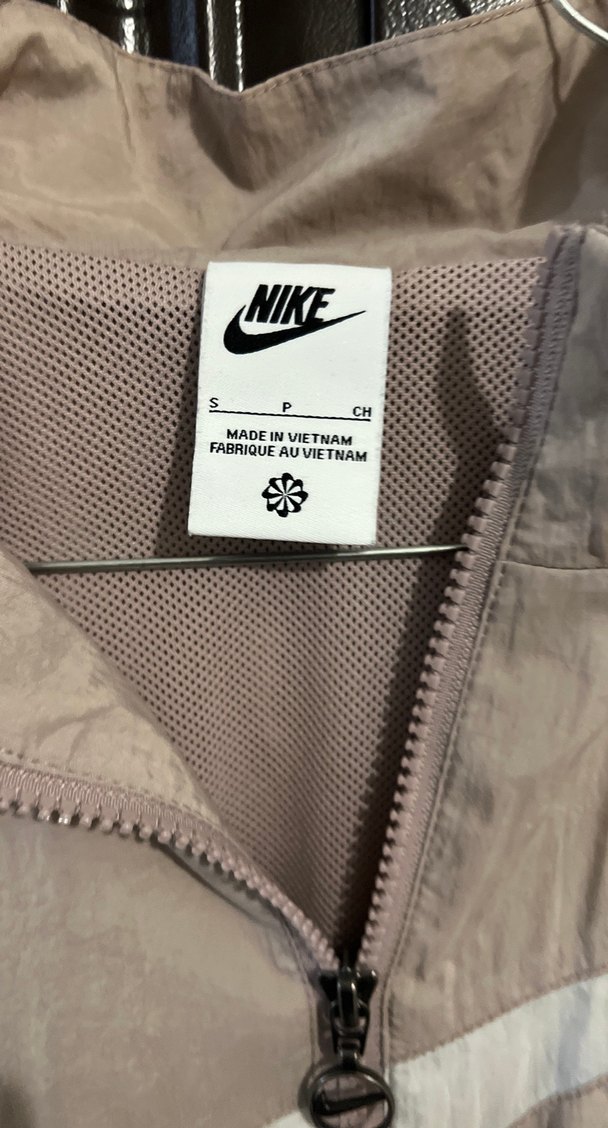 NIKE
S P CH
MADE IN VIETNAM
FABRIQUE AU VIETNAM